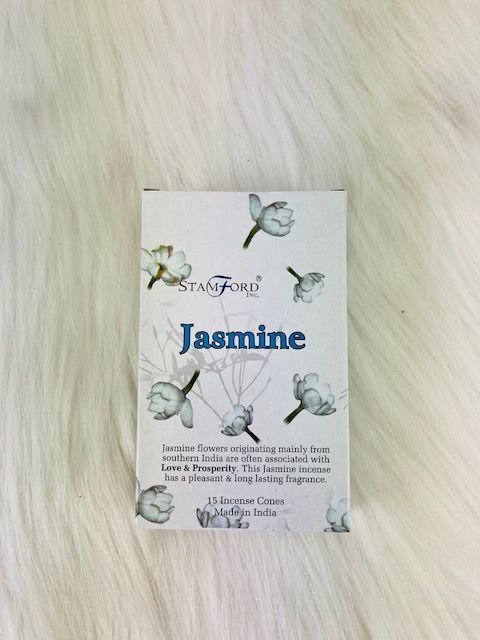 STAMFORD®
INC.
Jasmine
Jasmine flowers originating mainly from
southern India are often associated with
Love & Prosperity. This Jasmine incense
has a pleasant & long lasting fragrance.
15 Incense Cones
Made in India